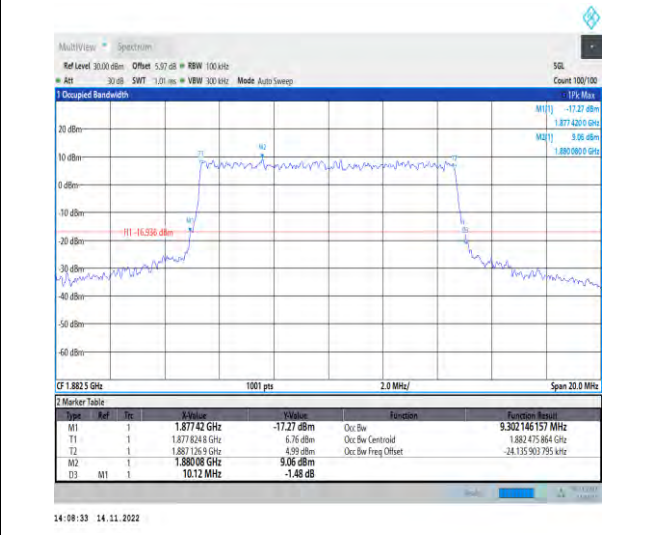 MultiView Spectrum
Ref Level 30.00 dBm Offset 5.97 dB RBW 100 kHz SGL
Att 30 dB SWT 1.01 ms VBW 300 kHz Mode Auto Sweep Count 100/100
1 Occupied Bandwidth 1Pk Max
M1[1] -17.27 dBm
1.877 420 0 GHz
M2[1] 9.06 dBm
1.880 080 0 GHz
20 dBm
10 dBm
0 dBm
-10 dBm
-20 dBm
-30 dBm
-40 dBm
-50 dBm
-60 dBm
T1
M2
M1
H1 -16.936 dBm
CF 1.882 5 GHz 1001 pts 2.0 MHz/ Span 20.0 MHz
2 Marker Table
Type Ref Trc X-Value Y-Value Function Function Result
M1 1 1.877 42 GHz -17.27 dBm Occ Bw 9.302 146 157 MHz
T1 1 1.877 824 8 GHz 6.76 dBm Occ Bw Centroid 1.882 475 864 GHz
T2 1 1.887 126 9 GHz 4.99 dBm Occ Bw Freq Offset -24.135 903 795 kHz
M2 1 1.880 08 GHz 9.06 dBm
D3 M1 1 10.12 MHz -1.48 dB
14:08:33 14.11.2022